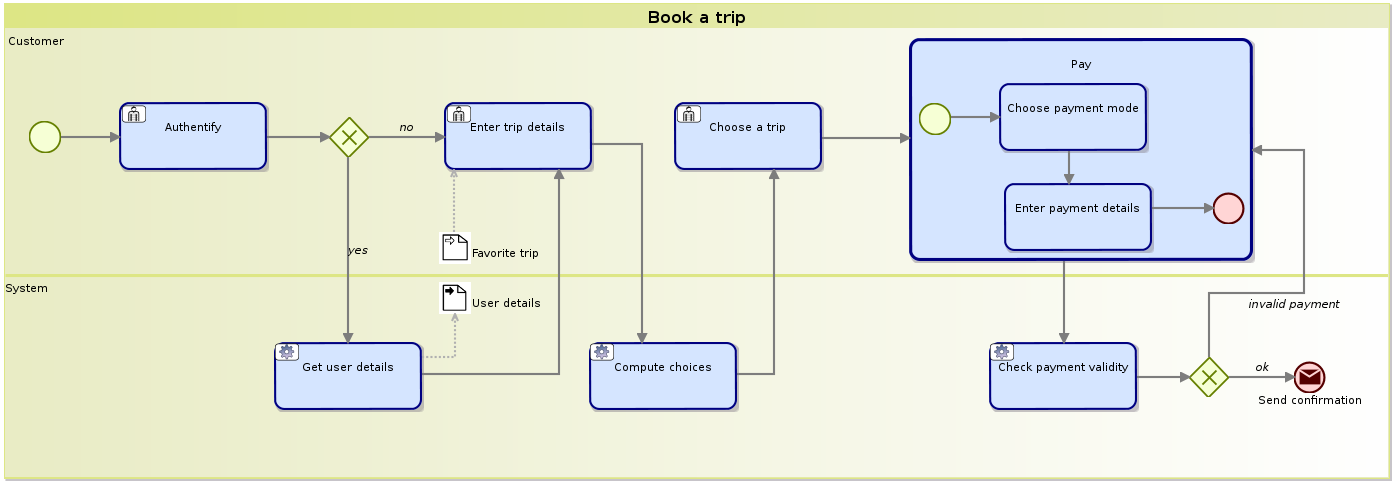 Book a trip
Customer
Pay
Choose payment mode
Authentify
no
Enter trip details
Choose a trip
Enter payment details
yes
Favorite trip
System
User details
invalid payment
Get user details
Compute choices
Check payment validity
ok
Send confirmation